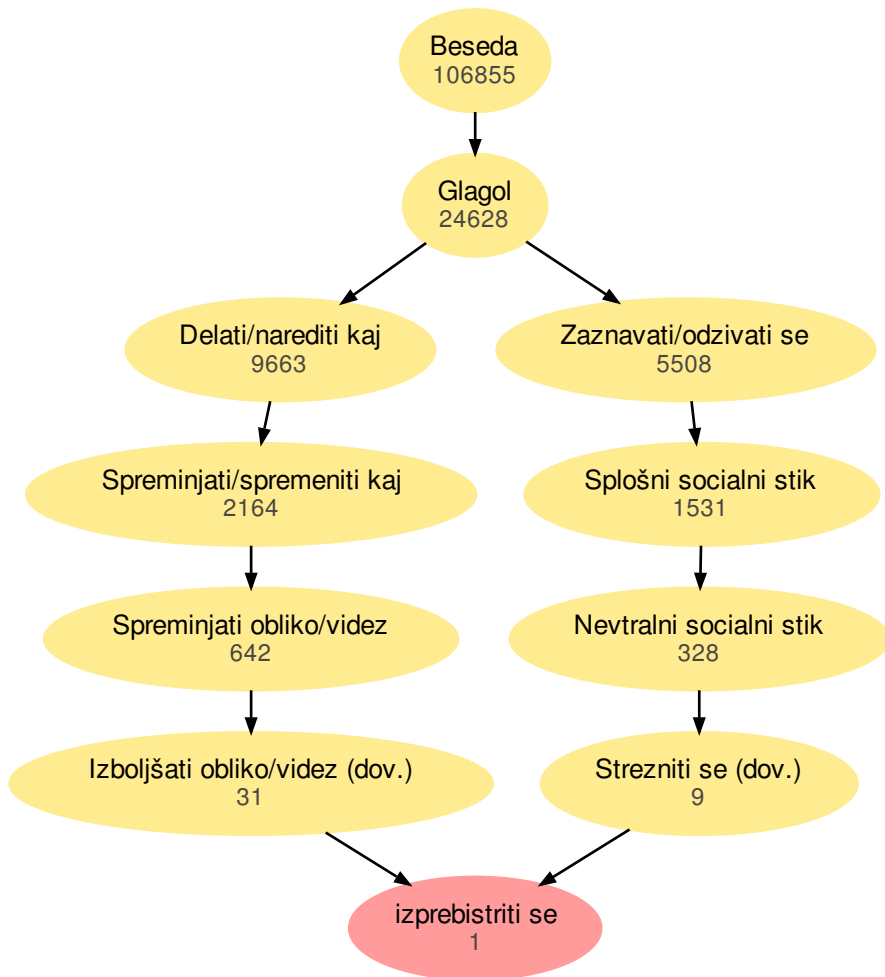 Beseda
106855
Glagol
24628
Delati/narediti kaj
9663
Zaznavati/odzivati se
5508
Spreminjati/spremeniti kaj
2164
Splošni socialni stik
1531
Spreminjati obliko/videz
642
Nevtralni socialni stik
328
Izboljšati obliko/videz (dov.)
31
Strezniti se (dov.)
9
izprebistriti se
1